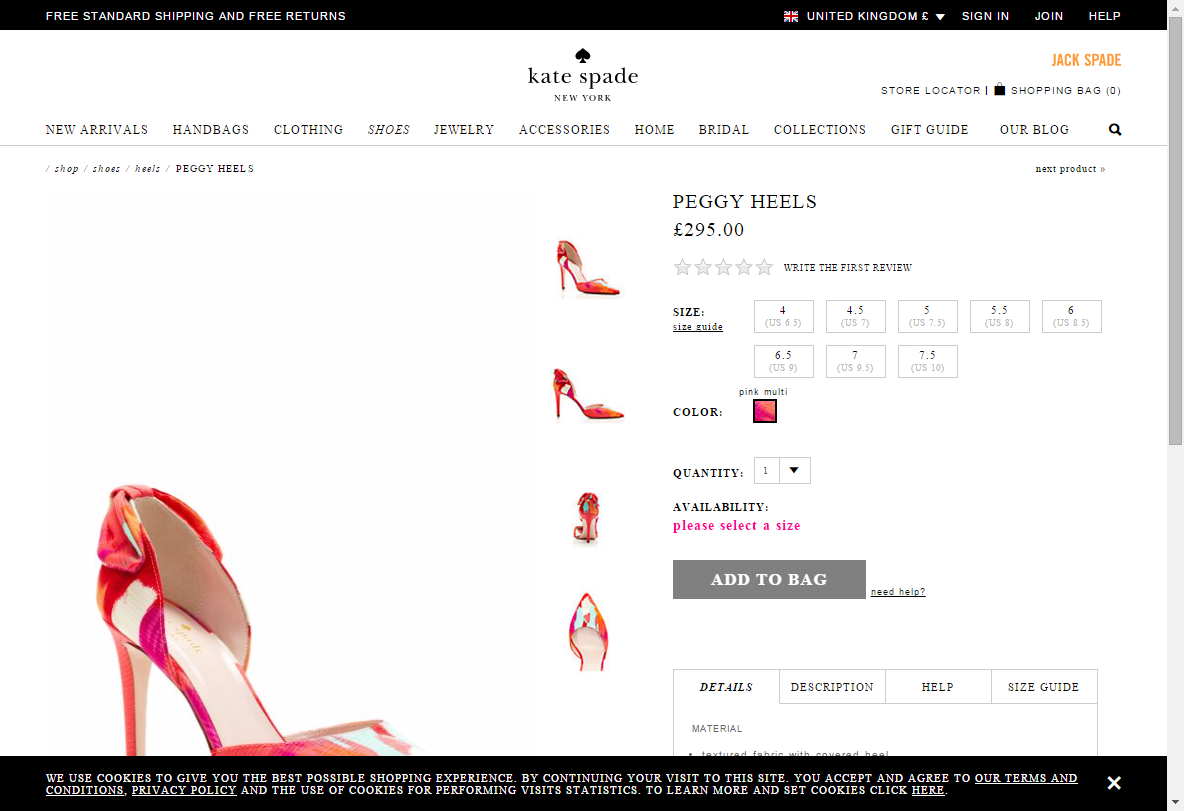 FREE STANDARD SHIPPING AND FREE RETURNS
UNITED KINGDOM £ SIGN IN JOIN HELP
kate spade
NEW YORK
JACK SPADE
STORE LOCATOR | SHOPPING BAG (0)
NEW ARRIVALS HANDBAGS CLOTHING SHOES JEWELRY ACCESSORIES HOME BRIDAL COLLECTIONS GIFT GUIDE OUR BLOG
/ shop / shoes / heels / PEGGY HEELS
next product »
PEGGY HEELS
£295.00
WRITE THE FIRST REVIEW
SIZE:
size guide
4 4.5 5 5.5 6
(US 6.5) (US 7) (US 7.5) (US 8) (US 8.5)
6.5 7 7.5
(US 9) (US 9.5) (US 10)
pink multi
COLOR:
QUANTITY: 1
AVAILABILITY:
please select a size
ADD TO BAG
need help?
kate spade
DETAILS DESCRIPTION HELP SIZE GUIDE
MATERIAL
• textured fabric with covered heel
WE USE COOKIES TO GIVE YOU THE BEST POSSIBLE SHOPPING EXPERIENCE. BY CONTINUING YOUR VISIT TO THIS SITE. YOU ACCEPT AND AGREE TO OUR TERMS AND
CONDITIONS, PRIVACY POLICY AND THE USE OF COOKIES FOR PERFORMING VISITS STATISTICS. TO LEARN MORE AND SET COOKIES CLICK HERE.